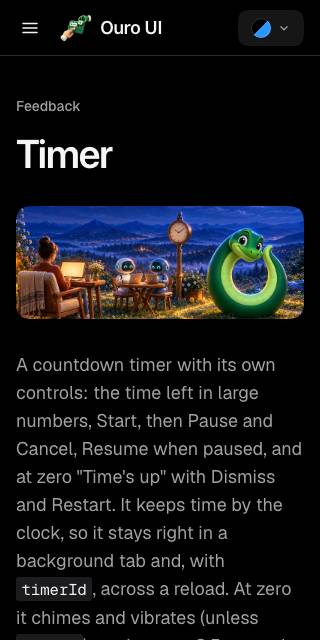 Ouro UI
Feedback
Timer
A countdown timer with its own
controls: the time left in large
numbers, Start, then Pause and
Cancel, Resume when paused, and
at zero "Time's up" with Dismiss
and Restart. It keeps time by the
clock, so it stays right in a
background tab and, with
timerId, across a reload. At zero
it chimes and vibrates (unless